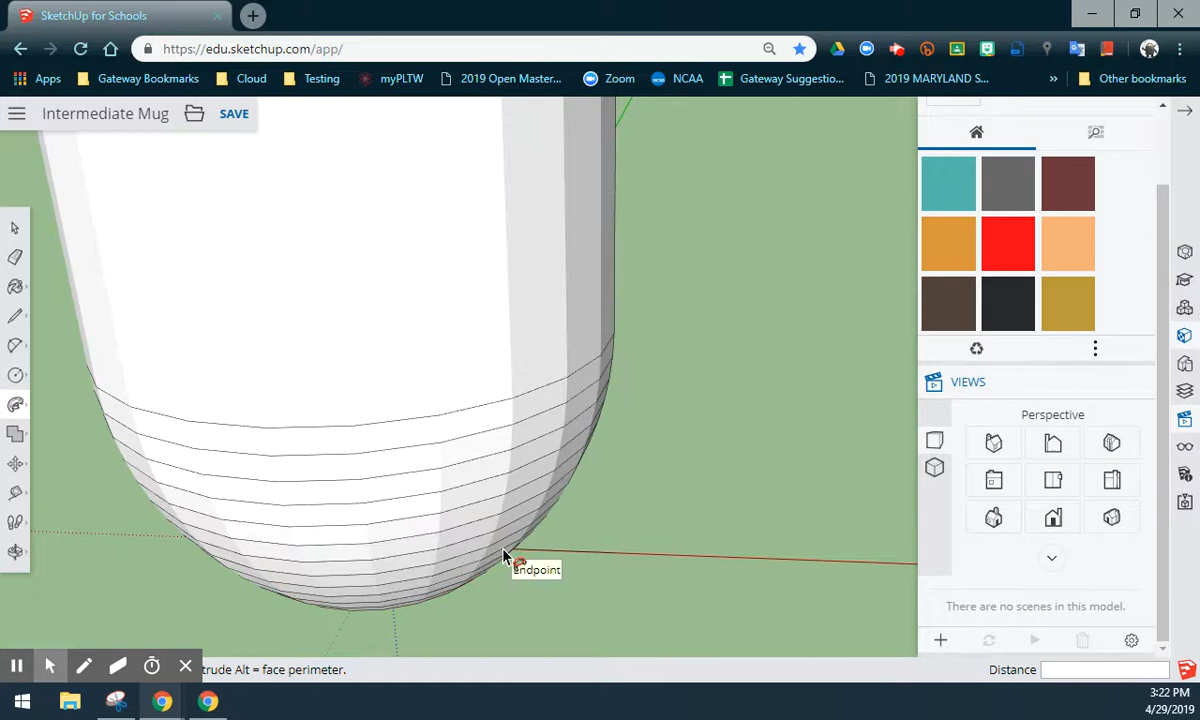 SketchUp for Schools
https://edu.sketchup.com/app/
Apps Gateway Bookmarks Cloud Testing myPLTW 2019 Open Master... Zoom NCAA Gateway Suggestio... 2019 MARYLAND S... » Other bookmarks
Intermediate Mug SAVE
VIEWS
Perspective
Endpoint
There are no scenes in this model.
trude Alt = face perimeter. Distance
3:22 PM
4/29/2019